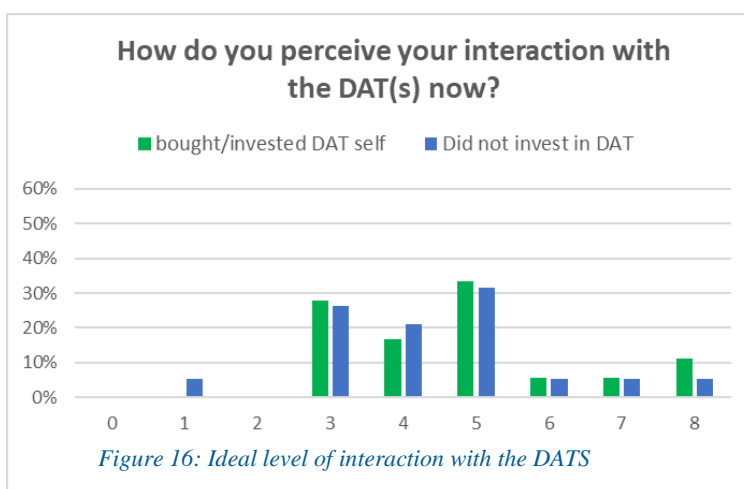 How do you perceive your interaction with
the DAT(s) now?
bought/invested DAT self
Did not invest in DAT
60%
50%
40%
30%
20%
10%
0%
0 1 2 3 4 5 6 7 8
Figure 16: Ideal level of interaction with the DATS